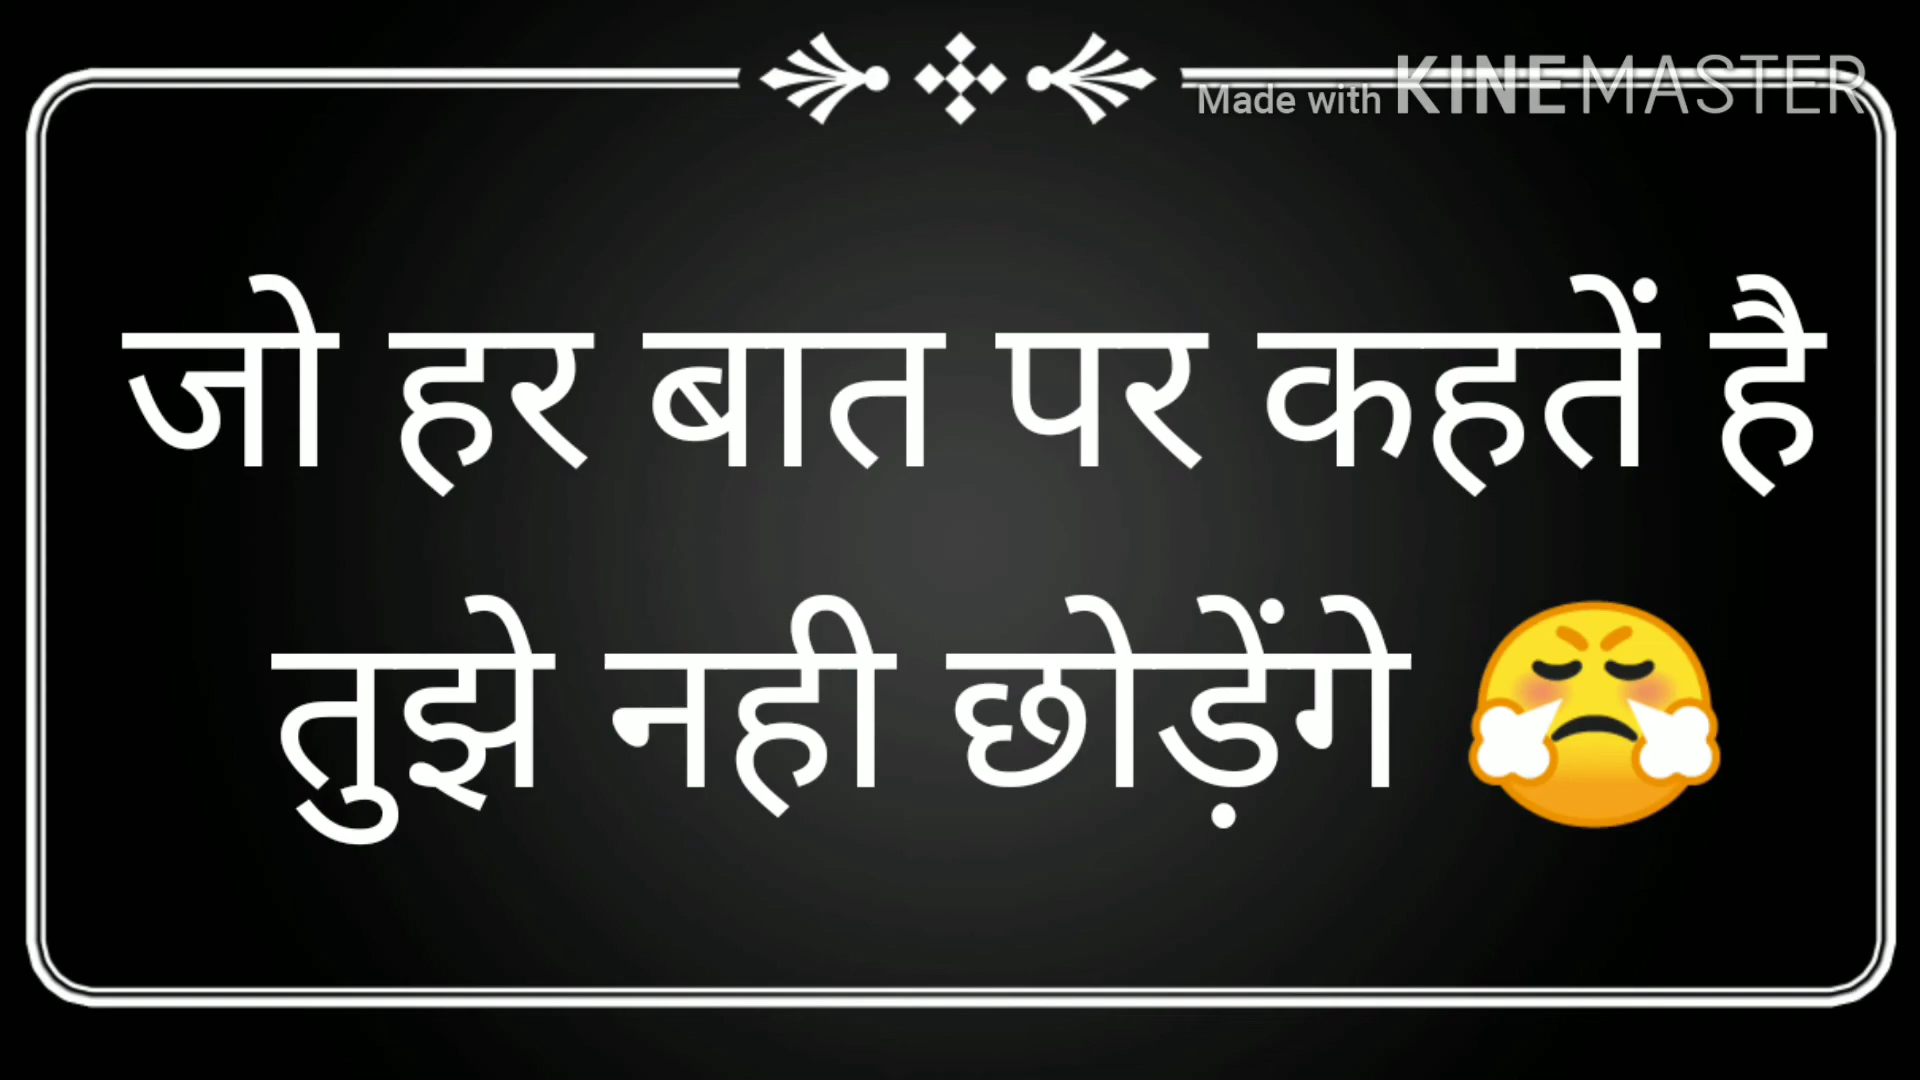 Made with KINEMASTER
जो हर बात पर कहतें है
तुझे नही छोड़ेंगे 😤